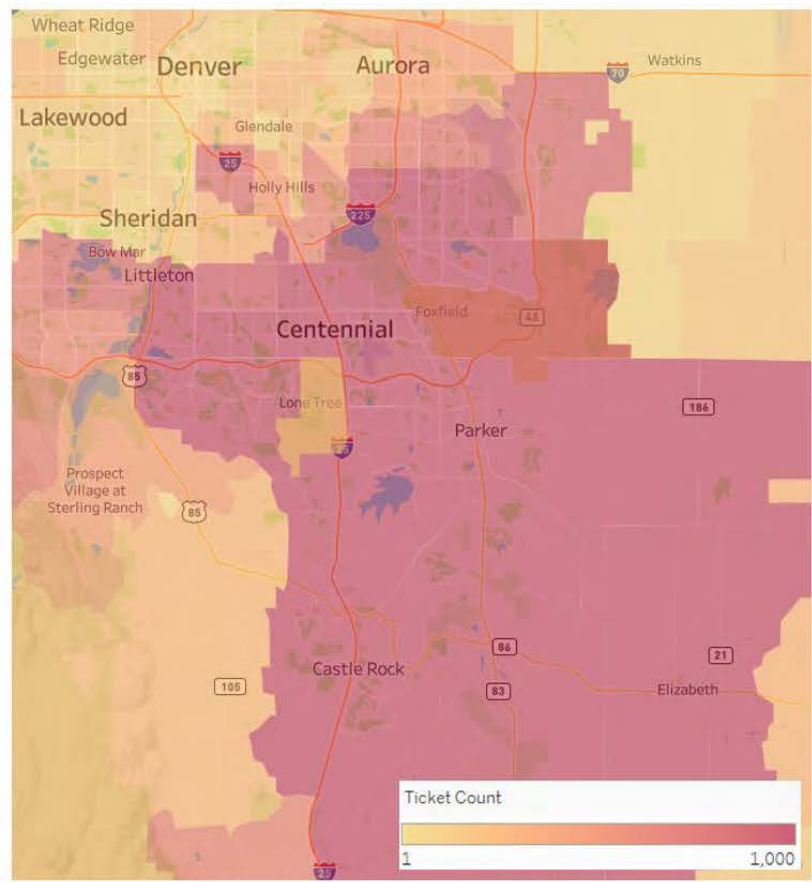 Wheat Ridge
Edgewater
Denver
Aurora
70
Watkins
Lakewood
Glendale
25
Holly Hills
Sheridan
225
Bow Mar
Littleton
Foxfield
Centennial
85
Lone Tree
186
Parker
Prospect
Village at
Sterling Ranch
85
86
21
Castle Rock
105
83
Elizabeth
Ticket Count
1
1,000
25